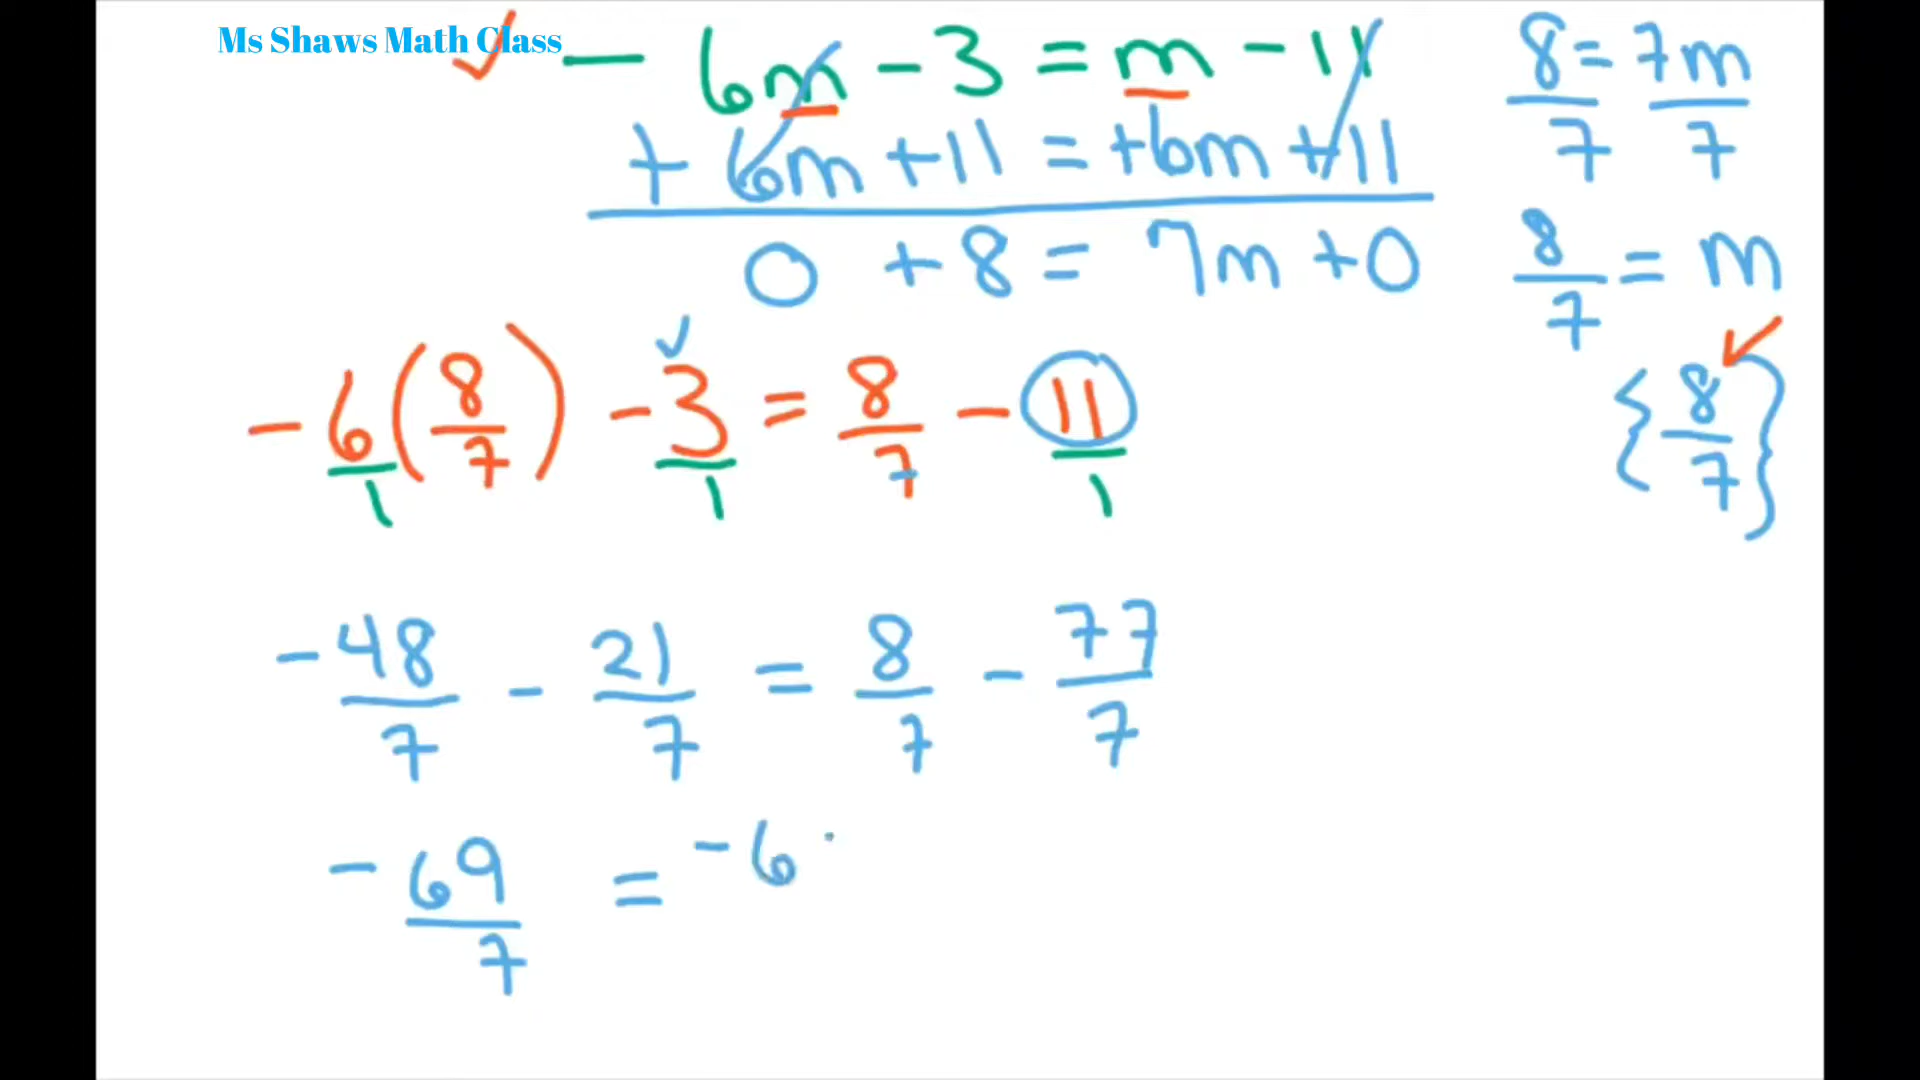 Ms Shaws Math Class
✓ - 6m - 3 = m - 11
+ 6m + 11 = +6m + 11
0 + 8 = 7m + 0
8/7 = 7m/7
8/7 = m
{8/7}
-6/1 (8/7) - 3/1 = 8/7 - 11/1
-48/7 - 21/7 = 8/7 - 77/7
-69/7 = -6